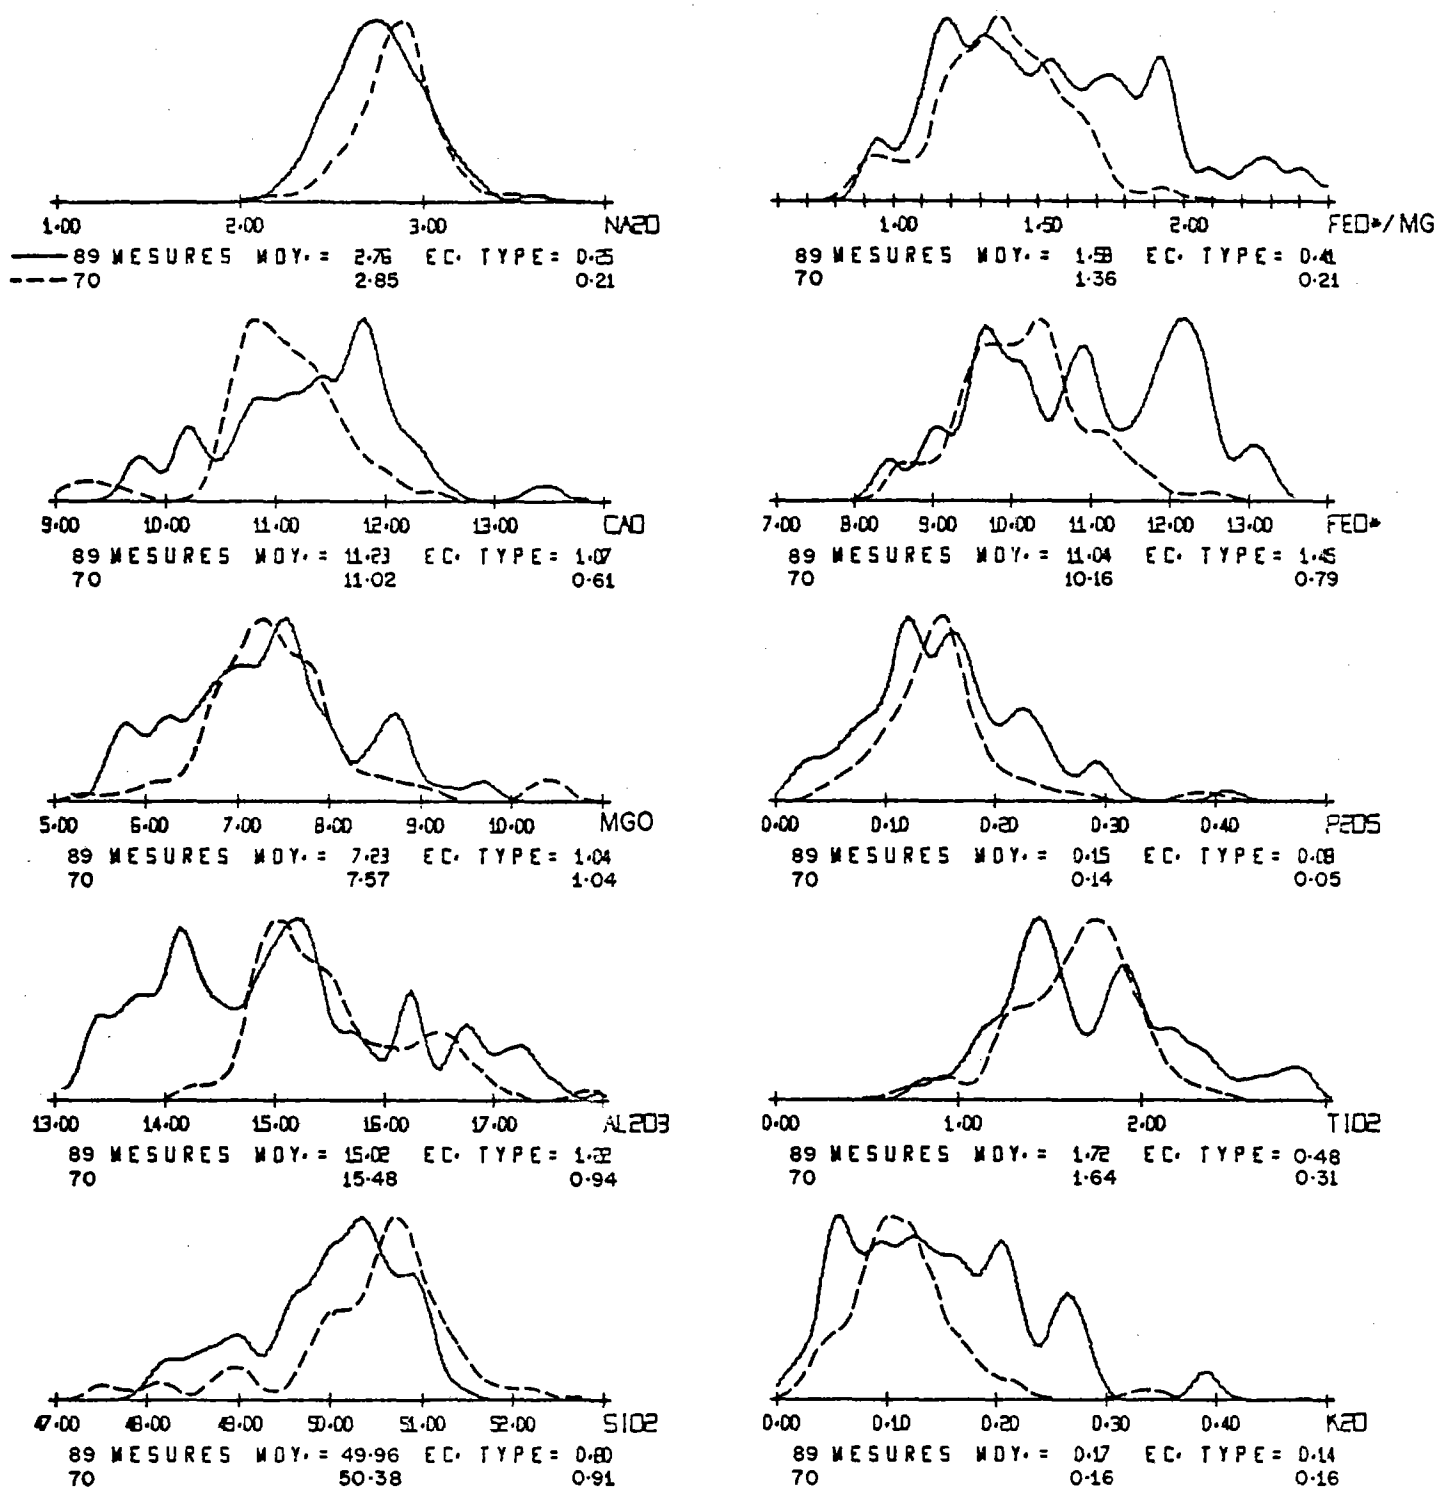 1.00 2.00 3.00 NA2O
89 MESURES MOY. = 2.76 EC. TYPE = 0.25
70 2.85 0.21
1.00 1.50 2.00 FEO*/MG
89 MESURES MOY. = 1.58 EC. TYPE = 0.41
70 1.36 0.21
9.00 10.00 11.00 12.00 13.00 CAO
89 MESURES MOY. = 11.23 EC. TYPE = 1.07
70 11.02 0.61
7.00 8.00 9.00 10.00 11.00 12.00 13.00 FEO*
89 MESURES MOY. = 11.04 EC. TYPE = 1.45
70 10.16 0.79
5.00 6.00 7.00 8.00 9.00 10.00 MGO
89 MESURES MOY. = 7.23 EC. TYPE = 1.04
70 7.57 1.04
0.00 0.10 0.20 0.30 0.40 P2O5
89 MESURES MOY. = 0.15 EC. TYPE = 0.08
70 0.14 0.05
13.00 14.00 15.00 16.00 17.00 AL2O3
89 MESURES MOY. = 15.02 EC. TYPE =
70 15.48 0.94
0.00 1.00 2.00 TIO2
89 MESURES MOY. = 1.72 EC. TYPE = 0.48
70 1.64 0.31
47.00 48.00 49.00 50.00 51.00 52.00 SIO2
89 MESURES MOY. = 49.96 EC. TYPE = 0.80
70 50.38 0.91
0.00 0.10 0.20 0.30 0.40 K2O
89 MESURES MOY. = 0.17 EC. TYPE = 0.14
70 0.16 0.16